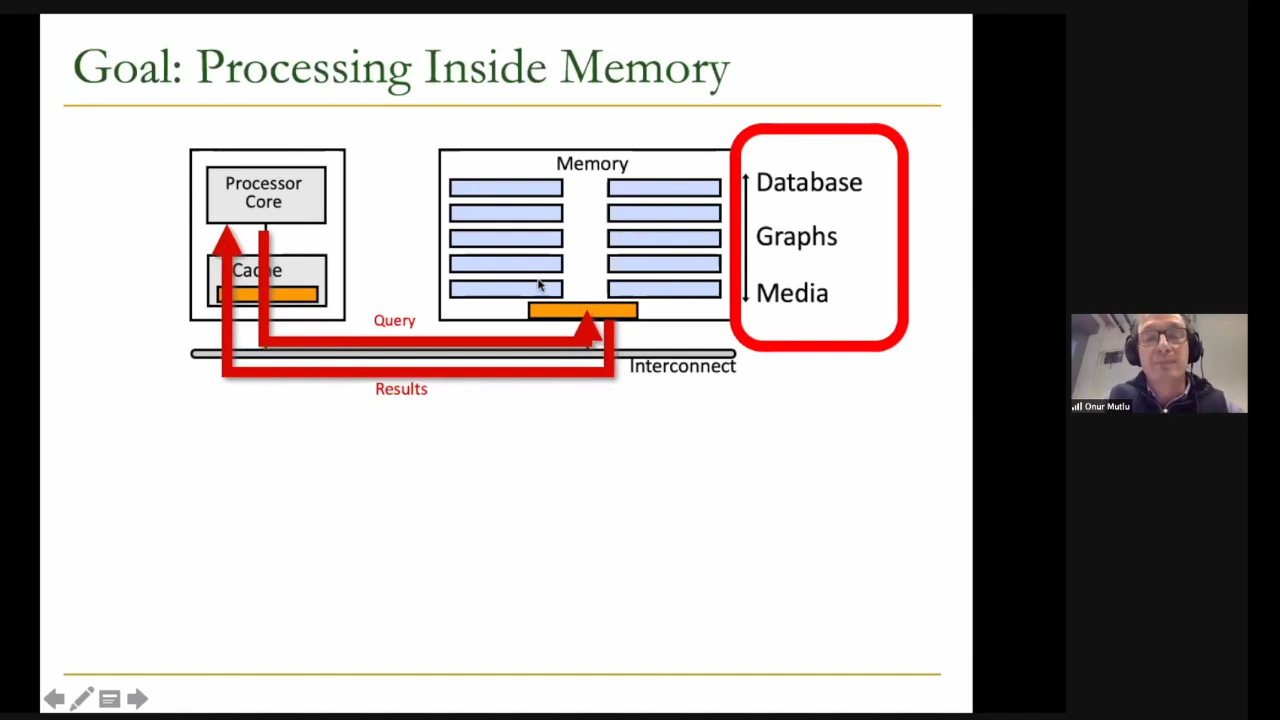 Goal: Processing Inside Memory
Processor
Core
Cache
Memory
Database
Graphs
Media
Query
Interconnect
Results
Onur Mutlu